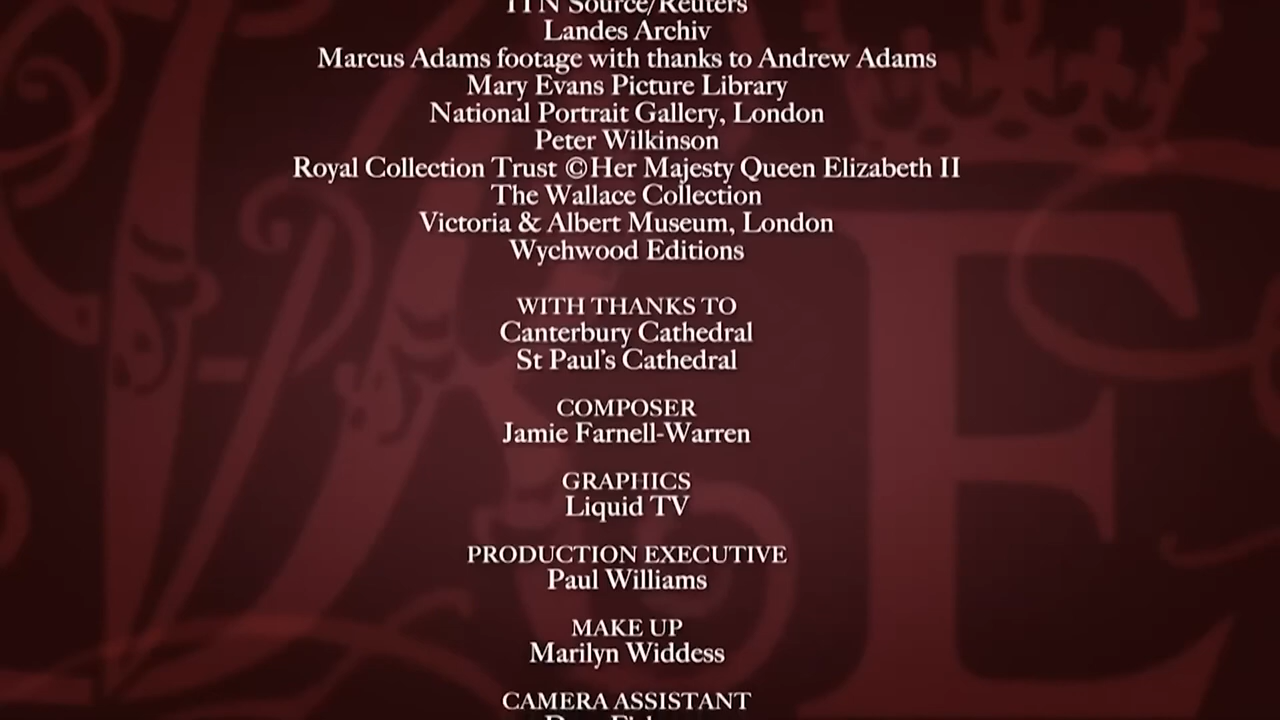 ITN Source/Reuters
Landes Archiv
Marcus Adams footage with thanks to Andrew Adams
Mary Evans Picture Library
National Portrait Gallery, London
Peter Wilkinson
Royal Collection Trust ©Her Majesty Queen Elizabeth II
The Wallace Collection
Victoria & Albert Museum, London
Wychwood Editions
WITH THANKS TO
Canterbury Cathedral
St Paul's Cathedral
COMPOSER
Jamie Farnell-Warren
GRAPHICS
Liquid TV
PRODUCTION EXECUTIVE
Paul Williams
MAKE UP
Marilyn Widdess
CAMERA ASSISTANT